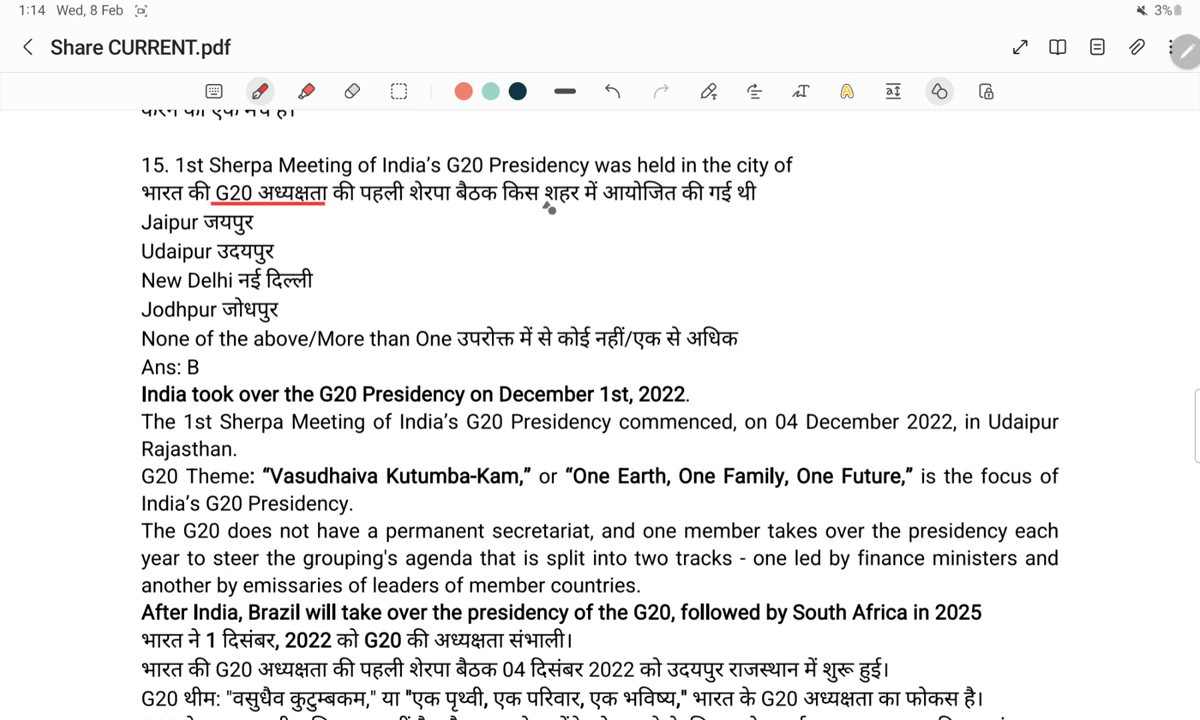 1:14 Wed, 8 Feb
3%
Share CURRENT.pdf
15. 1st Sherpa Meeting of India’s G20 Presidency was held in the city of
भारत की G20 अध्यक्षता की पहली शेरपा बैठक किस शहर में आयोजित की गई थी
Jaipur जयपुर
Udaipur उदयपुर
New Delhi नई दिल्ली
Jodhpur जोधपुर
None of the above/More than One उपरोक्त में से कोई नहीं/एक से अधिक
Ans: B
India took over the G20 Presidency on December 1st, 2022.
The 1st Sherpa Meeting of India’s G20 Presidency commenced, on 04 December 2022, in Udaipur
Rajasthan.
G20 Theme: “Vasudhaiva Kutumba-Kam,” or “One Earth, One Family, One Future,” is the focus of
India’s G20 Presidency.
The G20 does not have a permanent secretariat, and one member takes over the presidency each
year to steer the grouping's agenda that is split into two tracks - one led by finance ministers and
another by emissaries of leaders of member countries.
After India, Brazil will take over the presidency of the G20, followed by South Africa in 2025
भारत ने 1 दिसंबर, 2022 को G20 की अध्यक्षता संभाली।
भारत की G20 अध्यक्षता की पहली शेरपा बैठक 04 दिसंबर 2022 को उदयपुर राजस्थान में शुरू हुई।
G20 थीम: "वसुधैव कुटुम्बकम," या "एक पृथ्वी, एक परिवार, एक भविष्य," भारत के G20 अध्यक्षता का फोकस है।